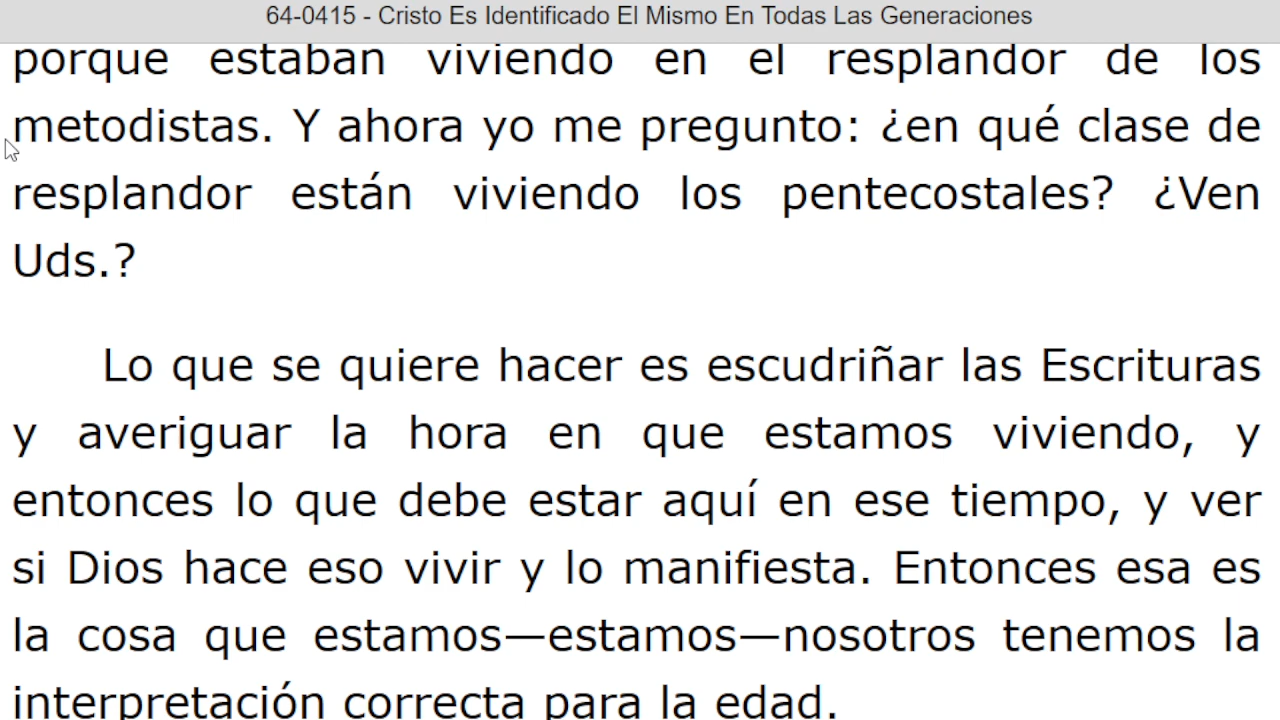 64-0415 - Cristo Es Identificado El Mismo En Todas Las Generaciones
porque estaban viviendo en el resplandor de los
metodistas. Y ahora yo me pregunto: ¿en qué clase de
resplandor están viviendo los pentecostales? ¿Ven
Uds.?
Lo que se quiere hacer es escudriñar las Escrituras
y averiguar la hora en que estamos viviendo, y
entonces lo que debe estar aquí en ese tiempo, y ver
si Dios hace eso vivir y lo manifiesta. Entonces esa es
la cosa que estamos—estamos—nosotros tenemos la
interpretación correcta para la edad.